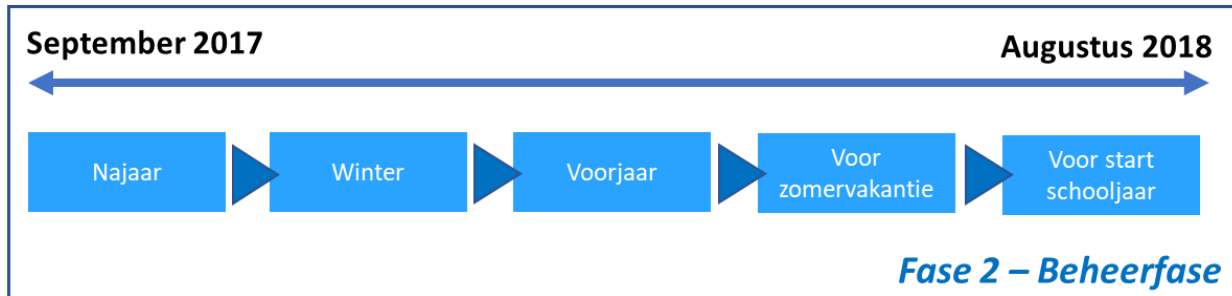 September 2017
Augustus 2018
Najaar
Winter
Voorjaar
Voor
zomervakantie
Voor start
schooljaar
Fase 2 – Beheerfase